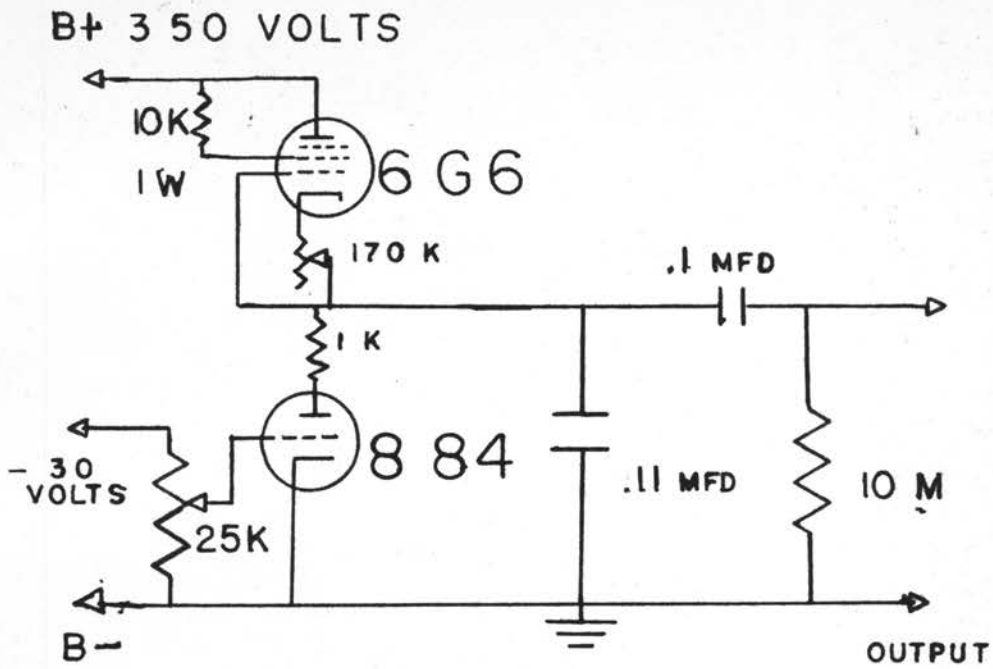 B+ 350 VOLTS
10K
1W
6G6
170 K
.1 MFD
1 K
884
- 30
VOLTS
25K
.11 MFD
10 M
B-
OUTPUT